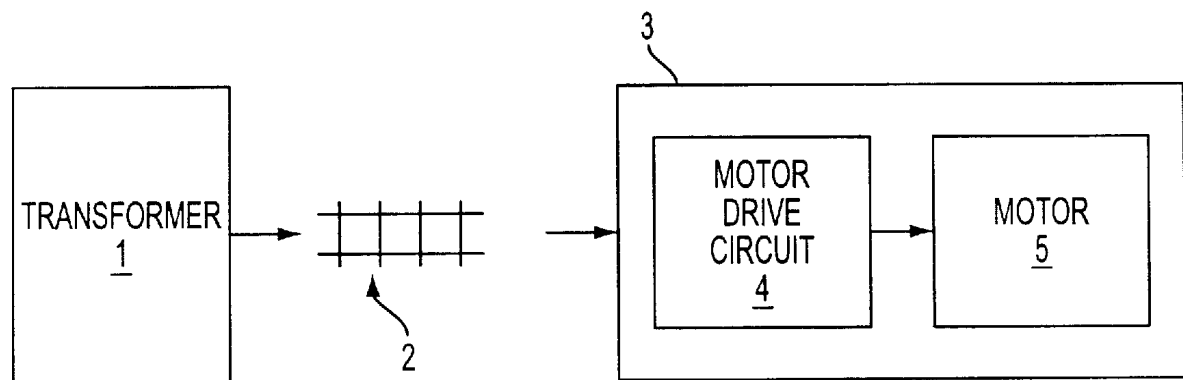 3
TRANSFORMER
1
2
MOTOR
DRIVE
CIRCUIT
4
MOTOR
5